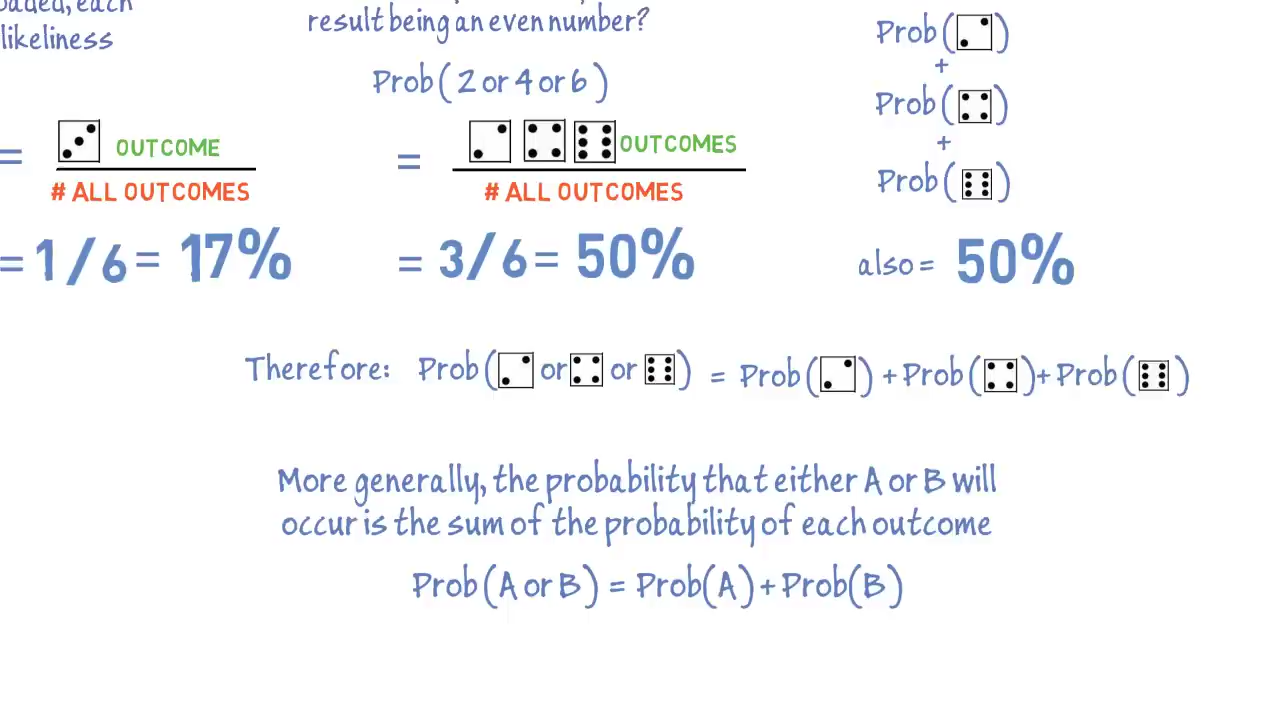 likeliness
= OUTCOME
# ALL OUTCOMES
= 1/6 = 17%
result being an even number?
Prob(2 or 4 or 6)
= OUTCOMES
# ALL OUTCOMES
= 3/6 = 50%
Prob( )
+
Prob( )
+
Prob( )
also = 50%
Therefore: Prob( or or ) = Prob( ) + Prob( ) + Prob( )
More generally, the probability that either A or B will
occur is the sum of the probability of each outcome
Prob(A or B) = Prob(A) + Prob(B)